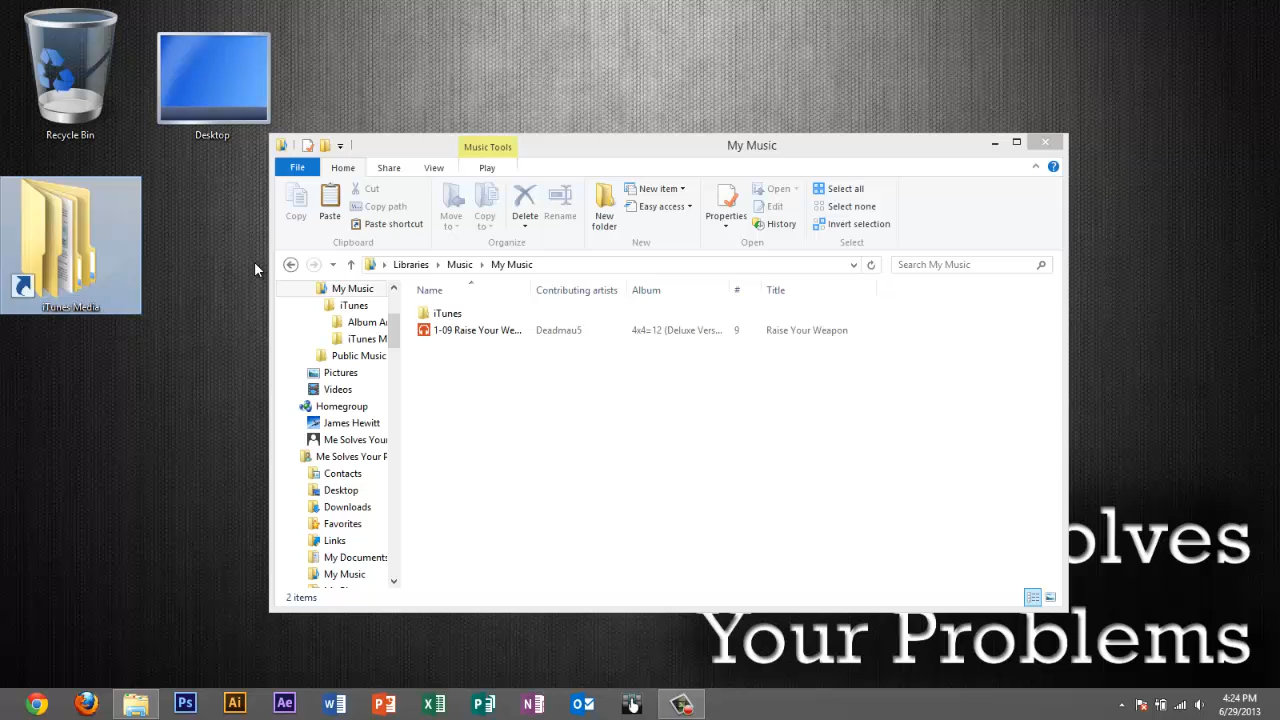 Recycle Bin
Desktop
iTunes Media
Music Tools
My Music
File
Home
Share
View
Play
Copy
Paste
Cut
Copy path
Paste shortcut
Clipboard
Move to
Copy to
Delete
Rename
Organize
New folder
New item
Easy access
New
Properties
Open
Edit
History
Open
Select all
Select none
Invert selection
Select
Libraries
Music
My Music
Search My Music
My Music
iTunes
Album A
iTunes M
Public Music
Pictures
Videos
Homegroup
James Hewitt
Me Solves Your
Me Solves Your P
Contacts
Desktop
Downloads
Favorites
Links
My Documents
My Music
Name
Contributing artists
Album
#
Title
iTunes
1-09 Raise Your We...
Deadmau5
4x4=12 (Deluxe Vers...
9
Raise Your Weapon
2 items
olves
Your Problems
Ps
Ai
Ae
4:24 PM
6/29/2013